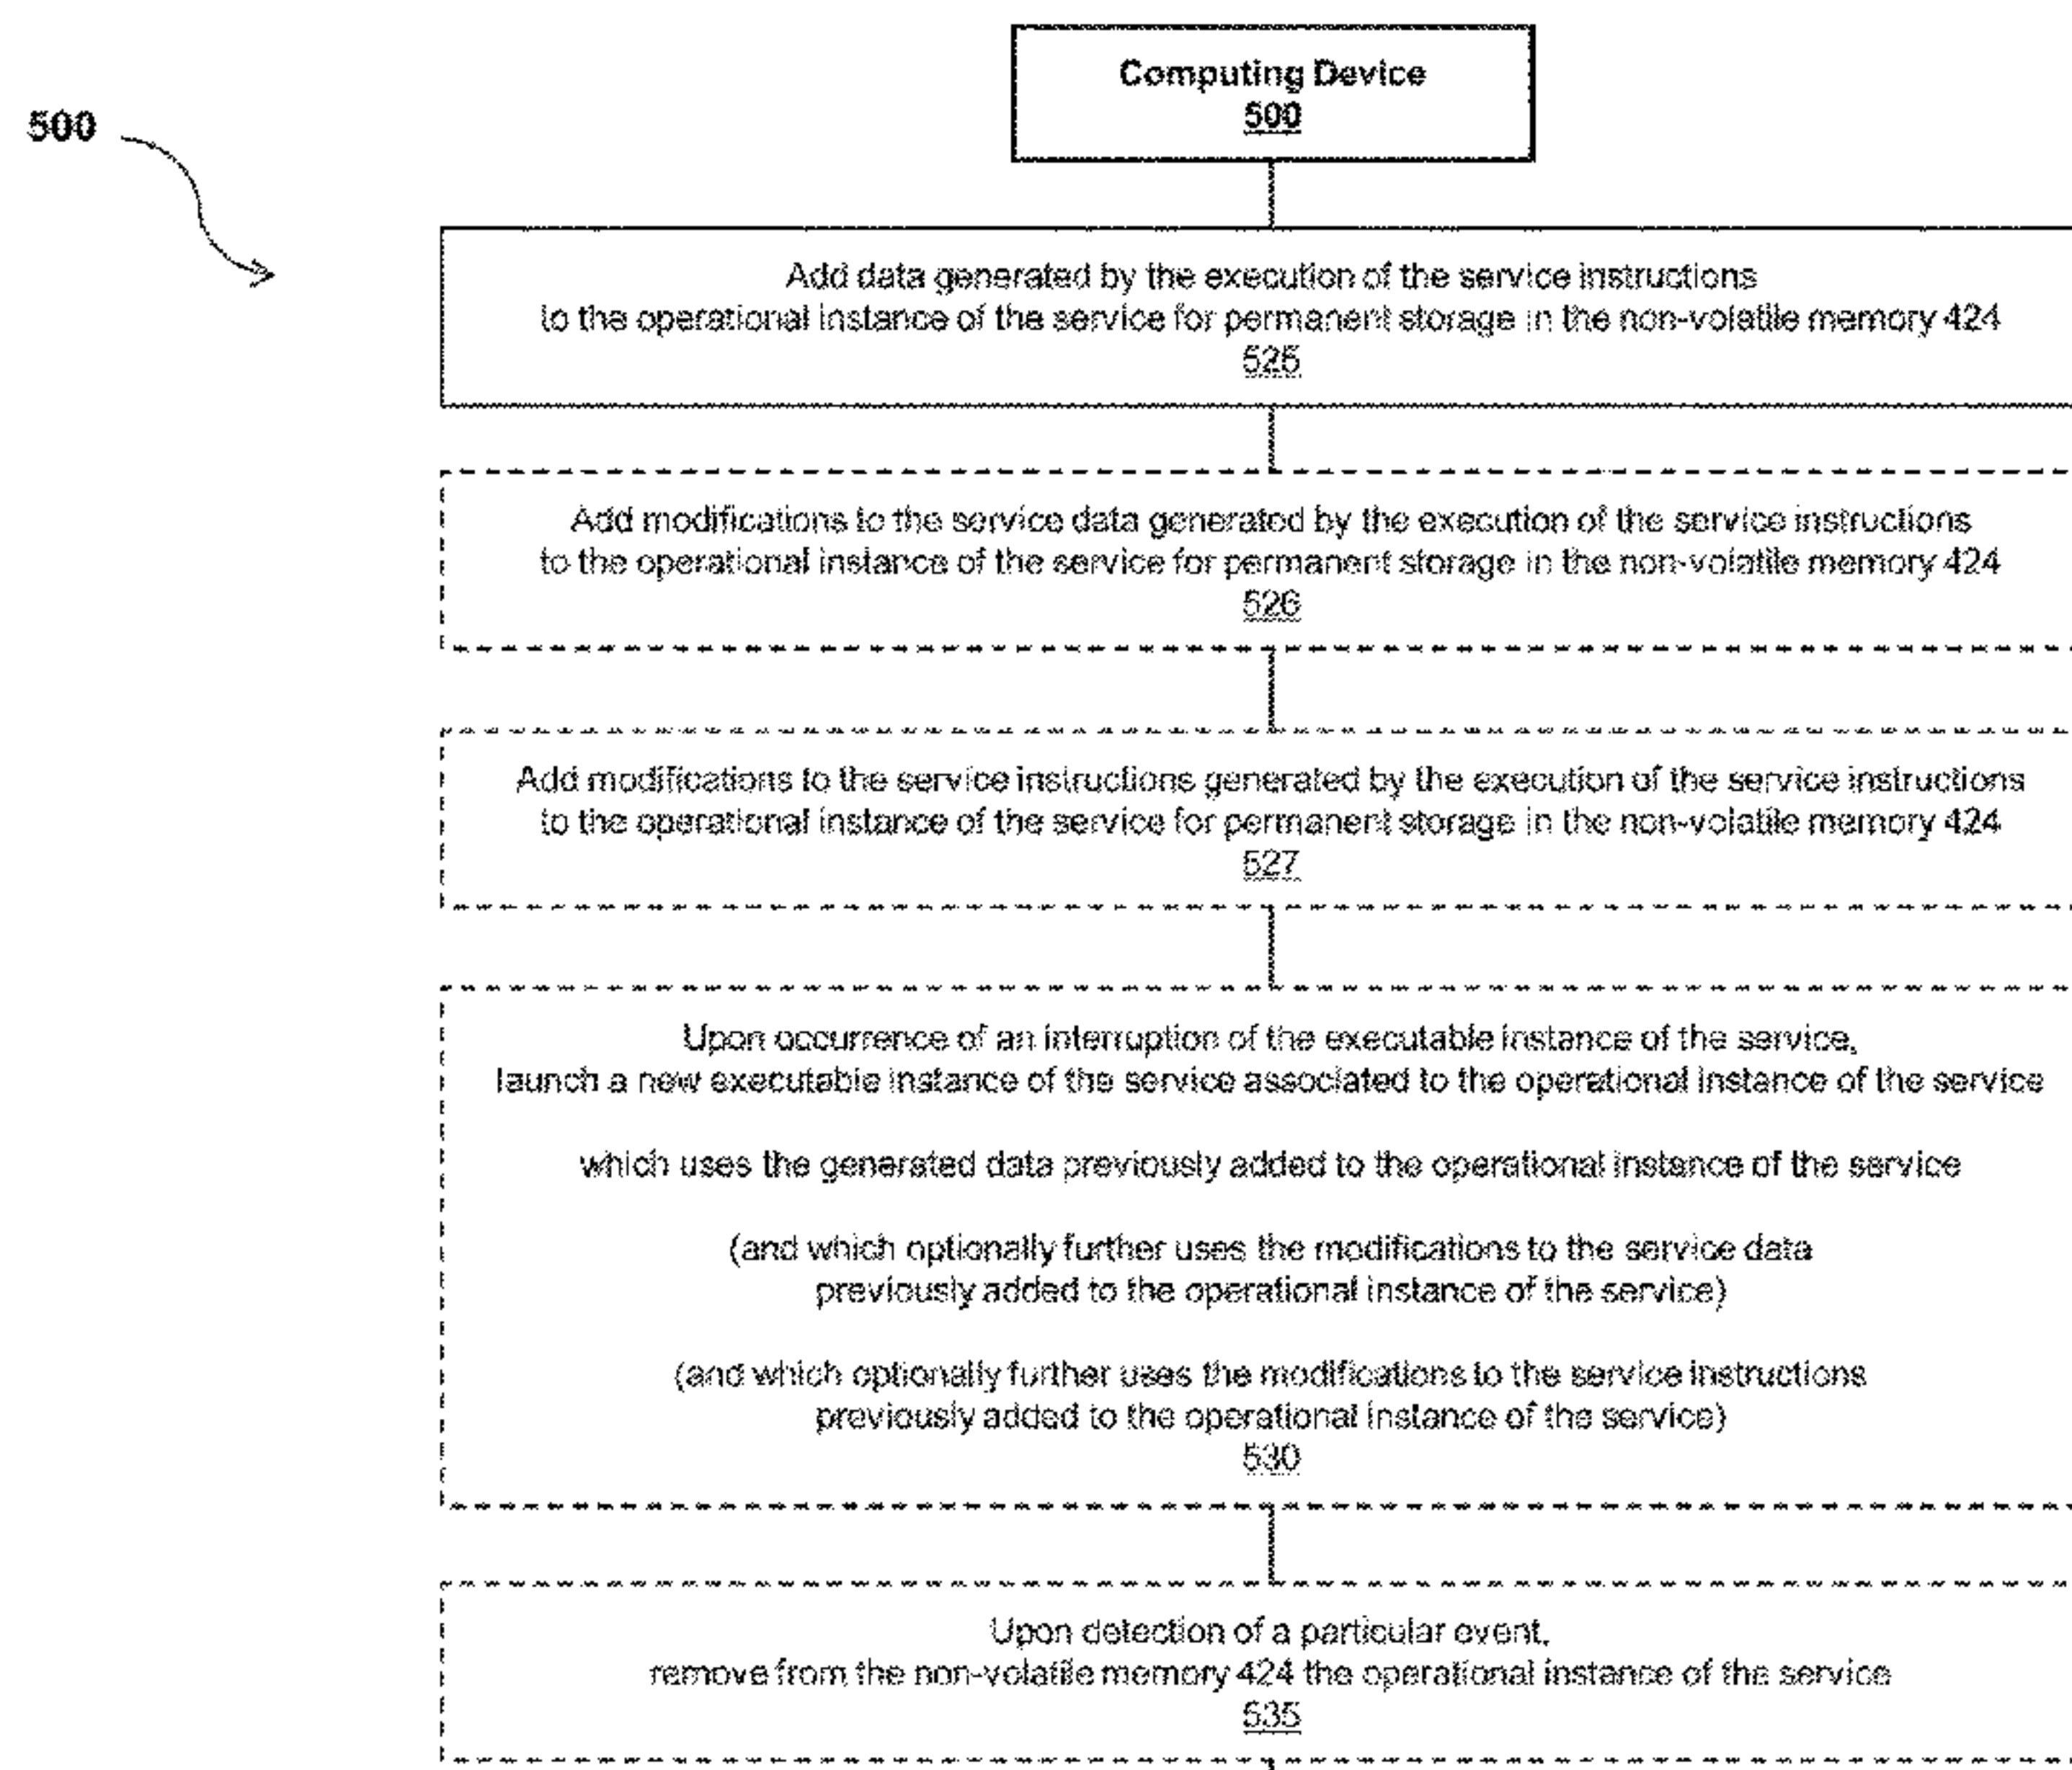 Computing Device
500
500
Add data generated by the execution of the service instructions
to the operational instance of the service for permanent storage in the non-volatile memory 424
525
Add modifications to the service data generated by the execution of the service instructions
to the operational instance of the service for permanent storage in the non-volatile memory 424
526
Add modifications to the service instructions generated by the execution of the service instructions
to the operational instance of the service for permanent storage in the non-volatile memory 424
527
Upon occurrence of an interruption of the executable instance of the service,
launch a new executable instance of the service associated to the operational instance of the service
which uses the generated data previously added to the operational instance of the service
(and which optionally further uses the modifications to the service data
previously added to the operational instance of the service)
(and which optionally further uses the modifications to the service instructions
previously added to the operational instance of the service)
530
Upon detection of a particular event,
remove from the non-volatile memory 424 the operational instance of the service
535